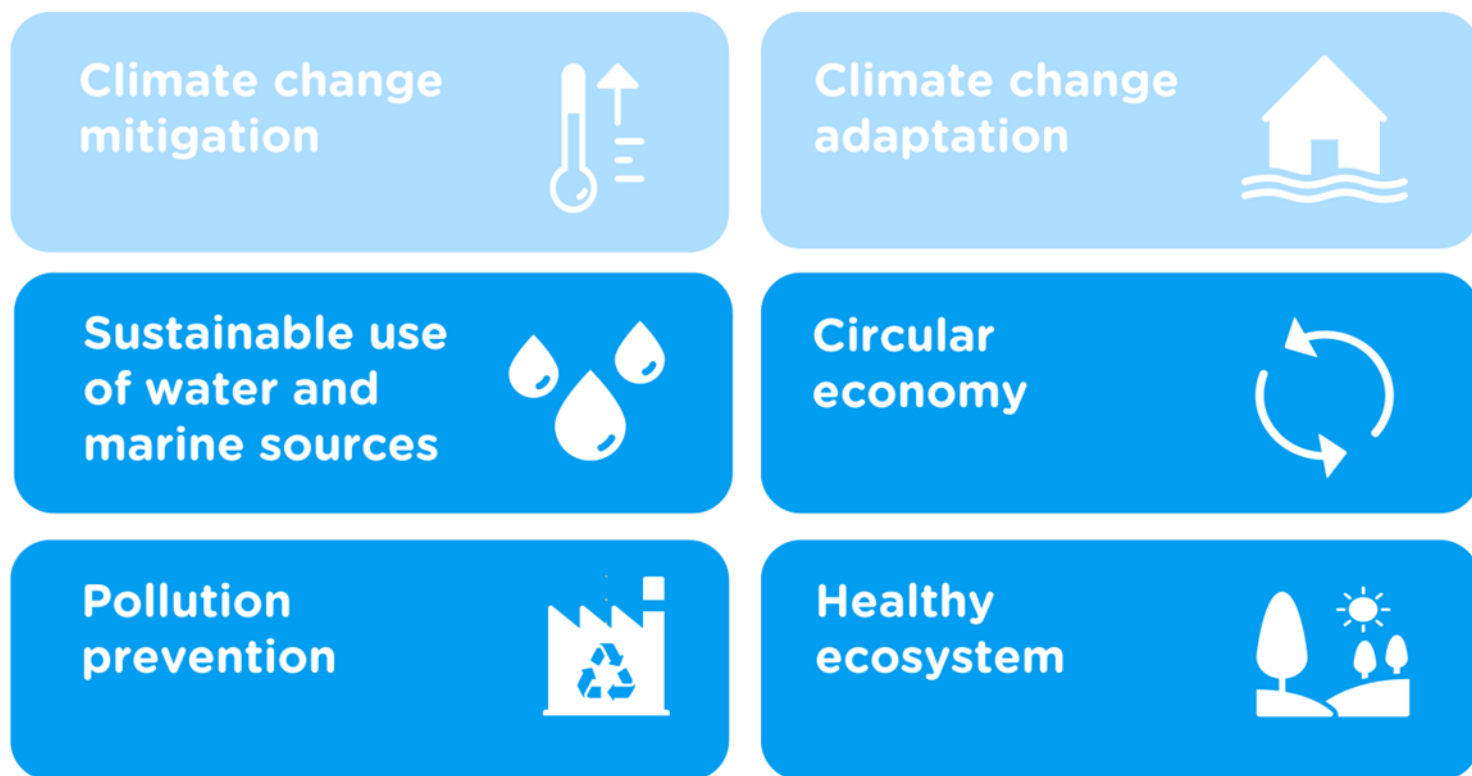 Climate change
mitigation
Climate change
adaptation
Sustainable use
of water and
marine sources
Circular
economy
Pollution
prevention
Healthy
ecosystem